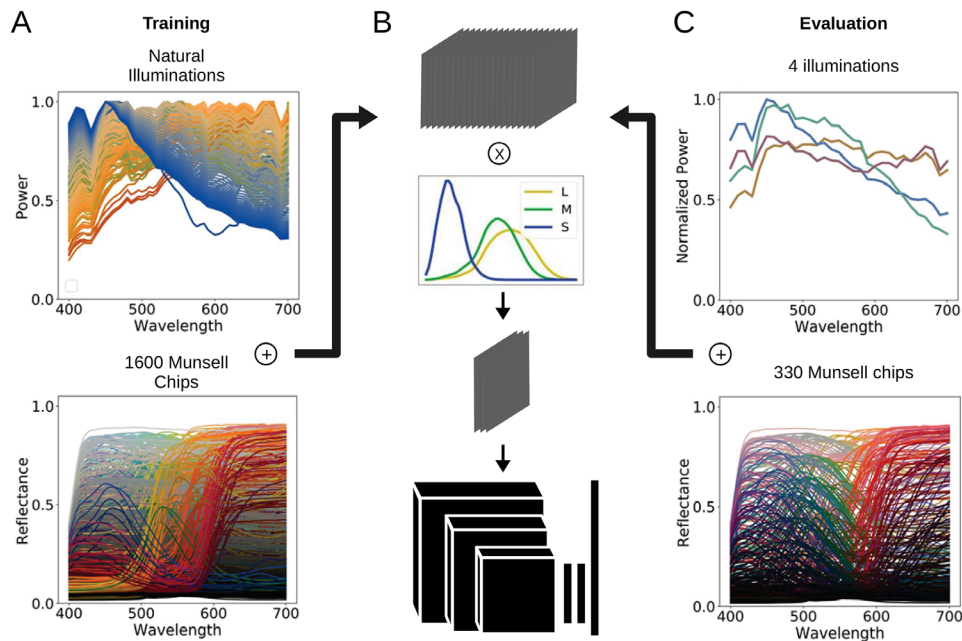 A
Training
Natural
Illuminations
1.0
0.5
0.0
Power
400
500
600
700
Wavelength
1600 Munsell
Chips
1.0
0.5
0.0
Reflectance
400
500
600
700
Wavelength
B
X
L
M
S
C
Evaluation
4 illuminations
1.0
0.5
0.0
Normalized Power
400
500
600
700
Wavelength
330 Munsell chips
1.0
0.5
0.0
Reflectance
400
500
600
700
Wavelength
+
+